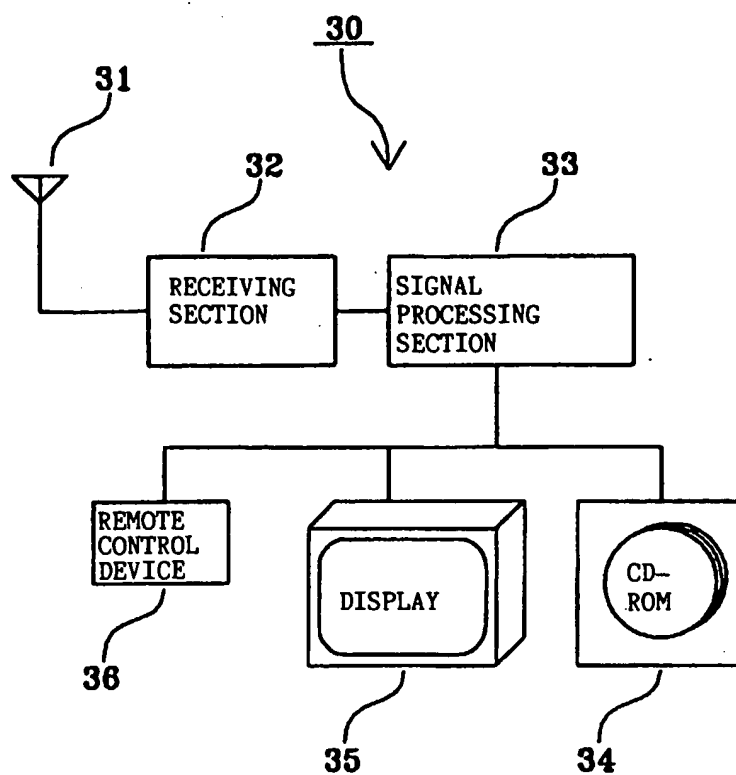 30
31
32
33
RECEIVING
SECTION
SIGNAL
PROCESSING
SECTION
REMOTE
CONTROL
DEVICE
DISPLAY
CD-
ROM
36
35
34